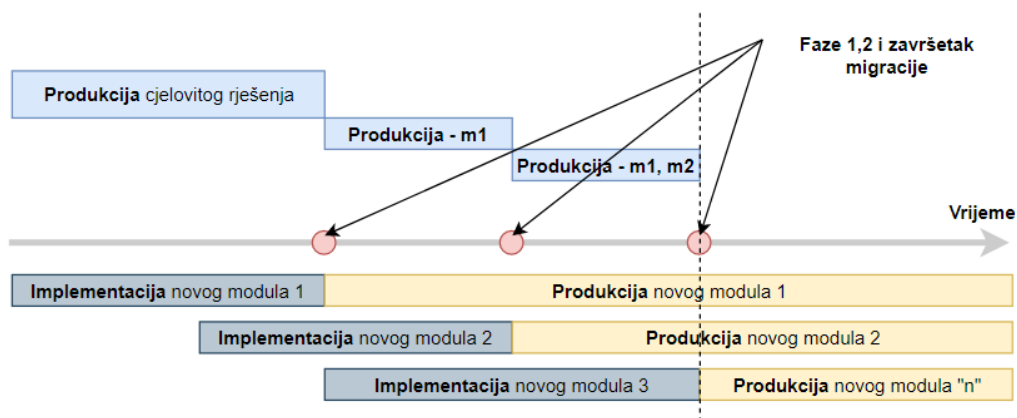 Faze 1,2 i završetak
migracije
Produkcija cjelovitog rješenja
Produkcija - m1
Produkcija - m1, m2
Vrijeme
Implementacija novog modula 1
Produkcija novog modula 1
Implementacija novog modula 2
Produkcija novog modula 2
Implementacija novog modula 3
Produkcija novog modula "n"